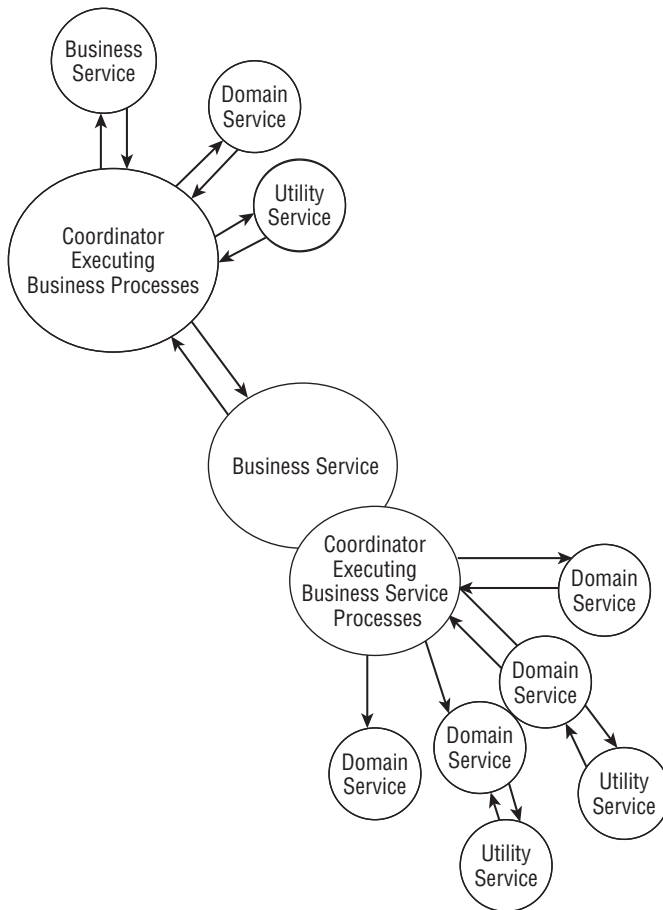 Business
Service
Domain
Service
Utility
Service
Coordinator
Executing
Business Processes
Business Service
Coordinator
Executing
Business Service
Processes
Domain
Service
Domain
Service
Domain
Service
Domain
Service
Utility
Service
Utility
Service